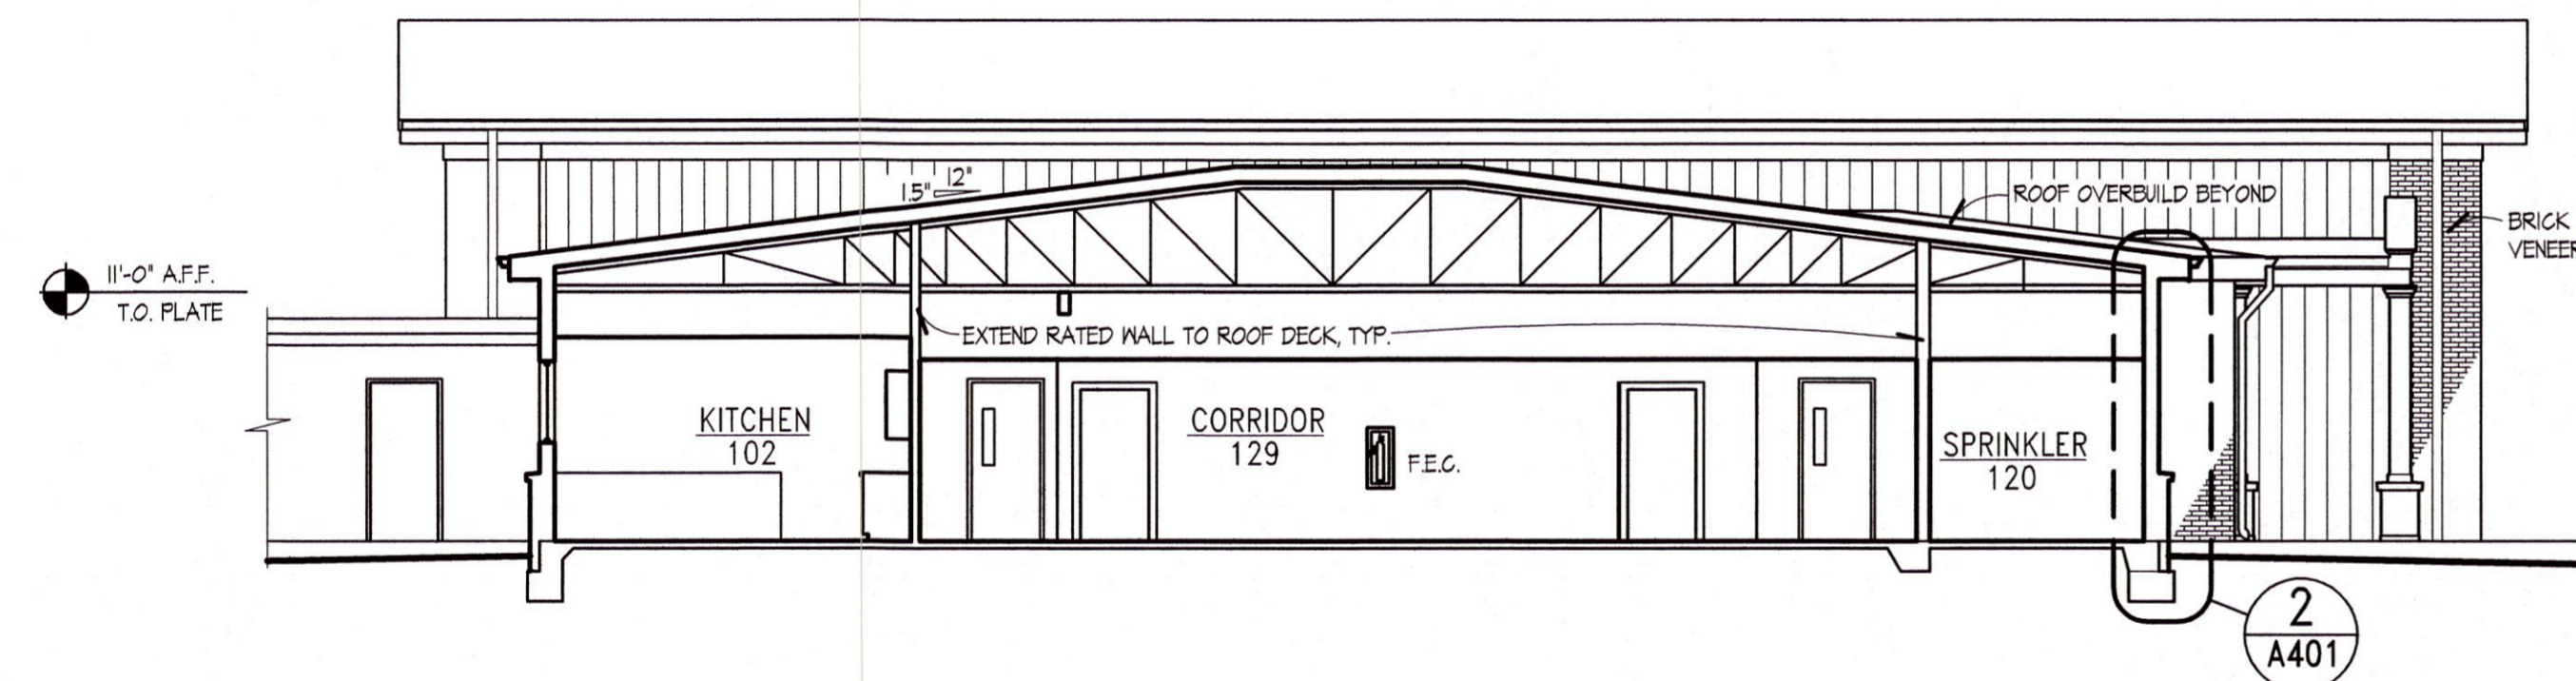 12"
1.5"
ROOF OVERBUILD BEYOND
BRICK
VENEER
11'-0" A.F.F.
T.O. PLATE
EXTEND RATED WALL TO ROOF DECK, TYP.
KITCHEN
102
CORRIDOR
129
F.E.C.
SPRINKLER
120
2
A401